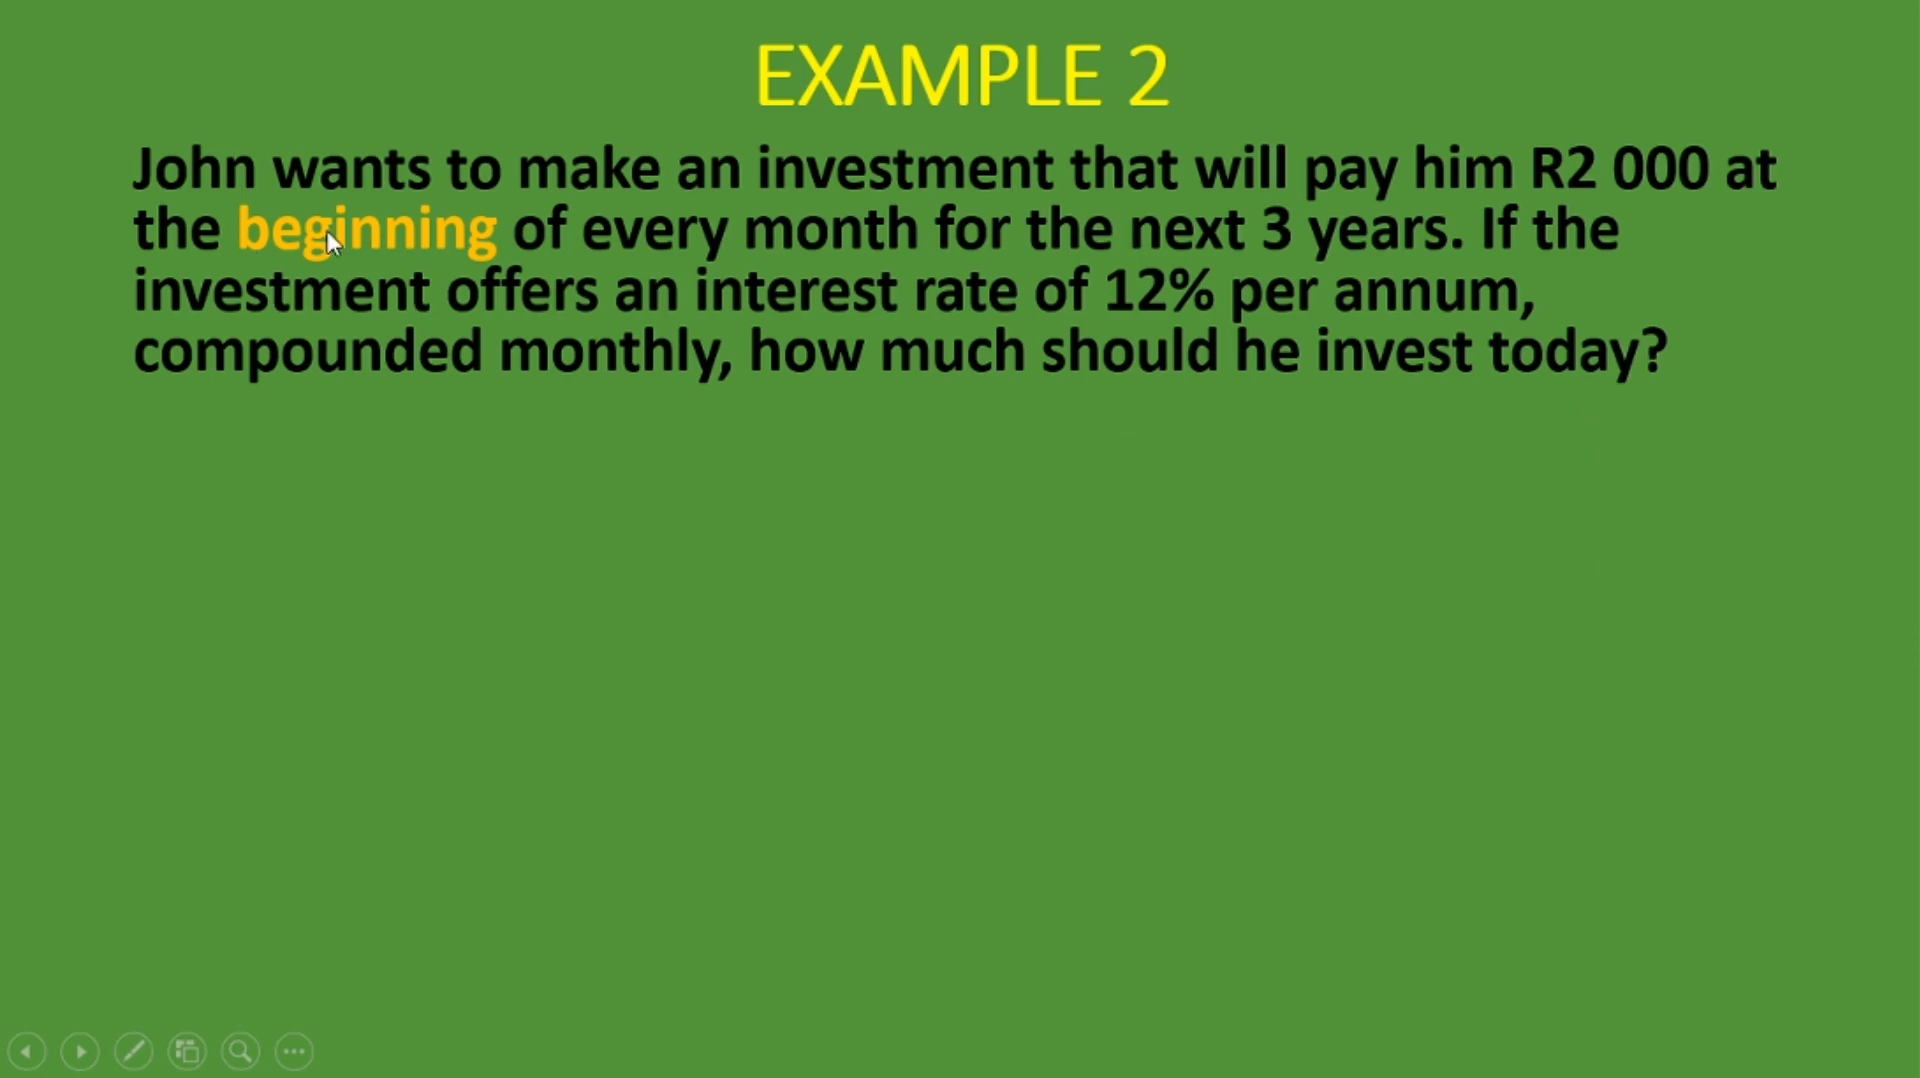 EXAMPLE 2
John wants to make an investment that will pay him R2 000 at
the beginning of every month for the next 3 years. If the
investment offers an interest rate of 12% per annum,
compounded monthly, how much should he invest today?